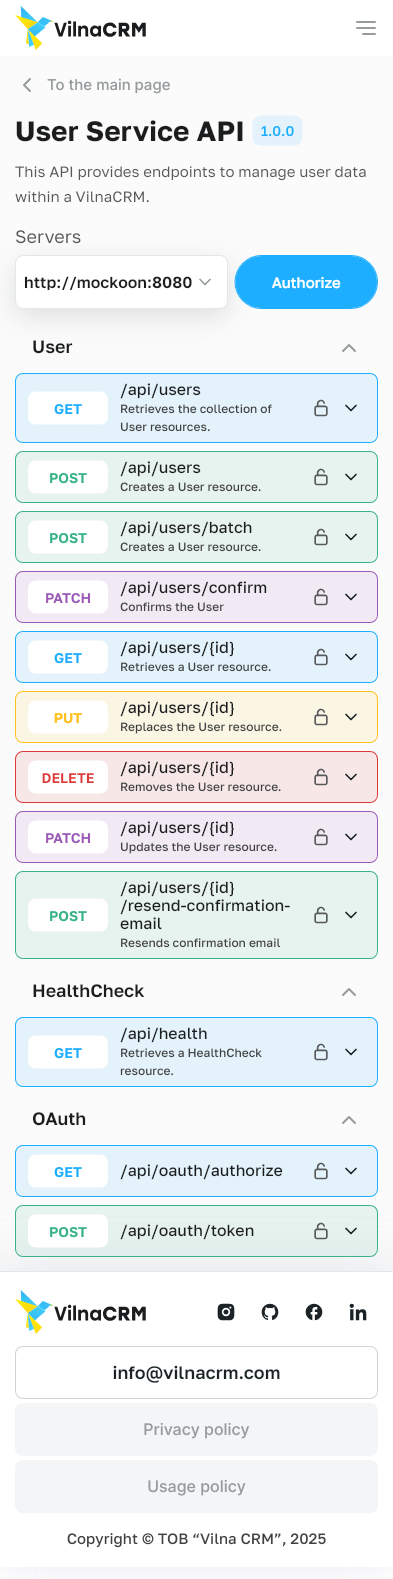 VilnaCRM
To the main page
User Service API 1.0.0
This API provides endpoints to manage user data
within a VilnaCRM.
Servers
http://mockoon:8080 Authorize
User
GET /api/users
Retrieves the collection of
User resources.
POST /api/users
Creates a User resource.
POST /api/users/batch
Creates a User resource.
PATCH /api/users/confirm
Confirms the User
GET /api/users/{id}
Retrieves a User resource.
PUT /api/users/{id}
Replaces the User resource.
DELETE /api/users/{id}
Removes the User resource.
PATCH /api/users/{id}
Updates the User resource.
POST /api/users/{id}
/resend-confirmation-
email
Resends confirmation email
HealthCheck
GET /api/health
Retrieves a HealthCheck
resource.
OAuth
GET /api/oauth/authorize
POST /api/oauth/token
VilnaCRM
info@vilnacrm.com
Privacy policy
Usage policy
Copyright © ТОВ “Vilna CRM”, 2025